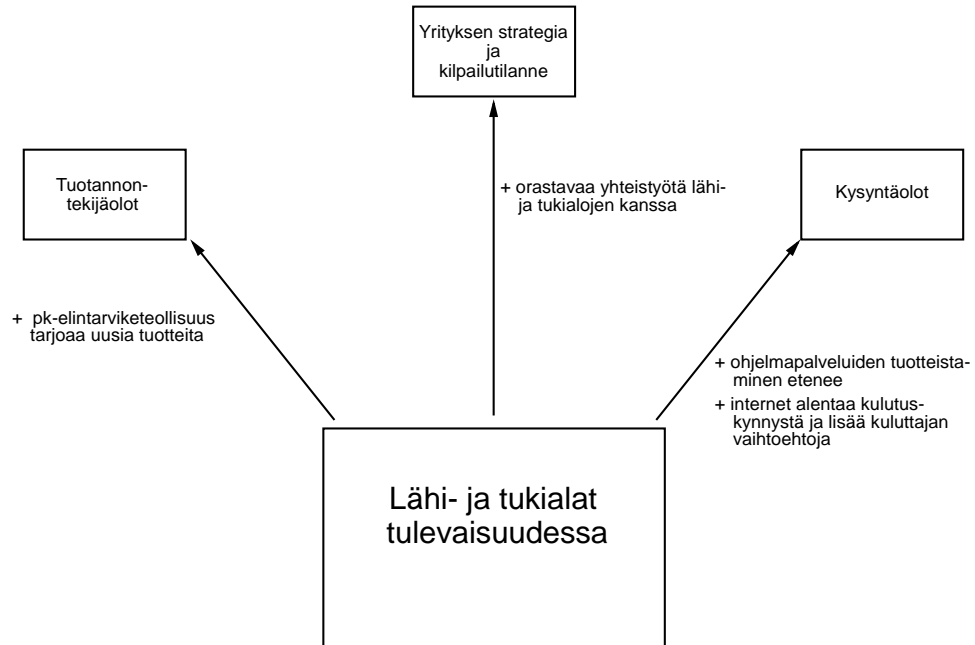 Yrityksen strategia
ja
kilpailutilanne
Tuotannon-
tekijäolot
+ orastavaa yhteistyötä lähi-
ja tukialojen kanssa
Kysyntäolot
+ pk-elintarviketeollisuus
tarjoaa uusia tuotteita
+ ohjelmapalveluiden tuotteista-
minen etenee
+ internet alentaa kulutus-
kynnystä ja lisää kuluttajan
vaihtoehtoja
Lähi- ja tukialat
tulevaisuudessa